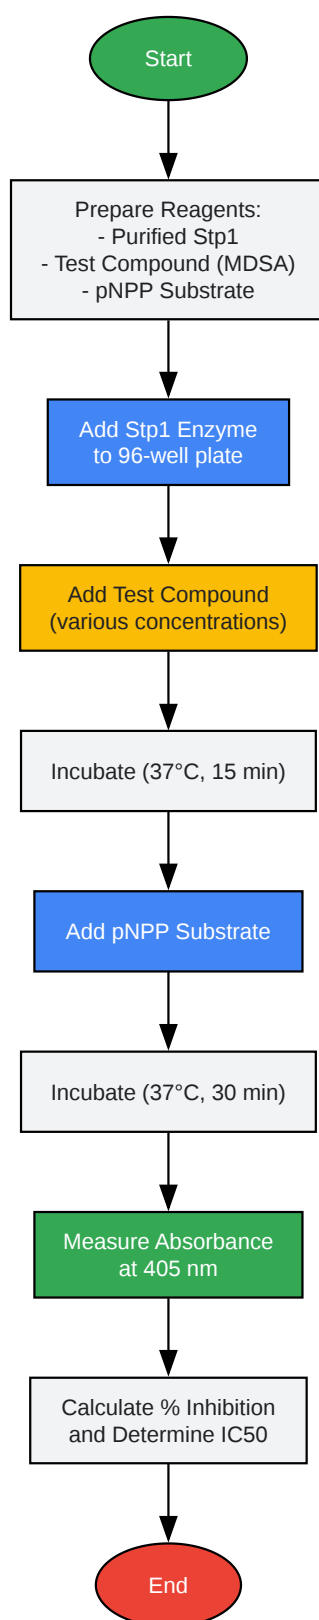 Start
Prepare Reagents:
- Purified Stp1
- Test Compound (MDSA)
- pNPP Substrate
Add Stp1 Enzyme
to 96-well plate
Add Test Compound
(various concentrations)
Incubate (37°C, 15 min)
Add pNPP Substrate
Incubate (37°C, 30 min)
Measure Absorbance
at 405 nm
Calculate % Inhibition
and Determine IC50
End